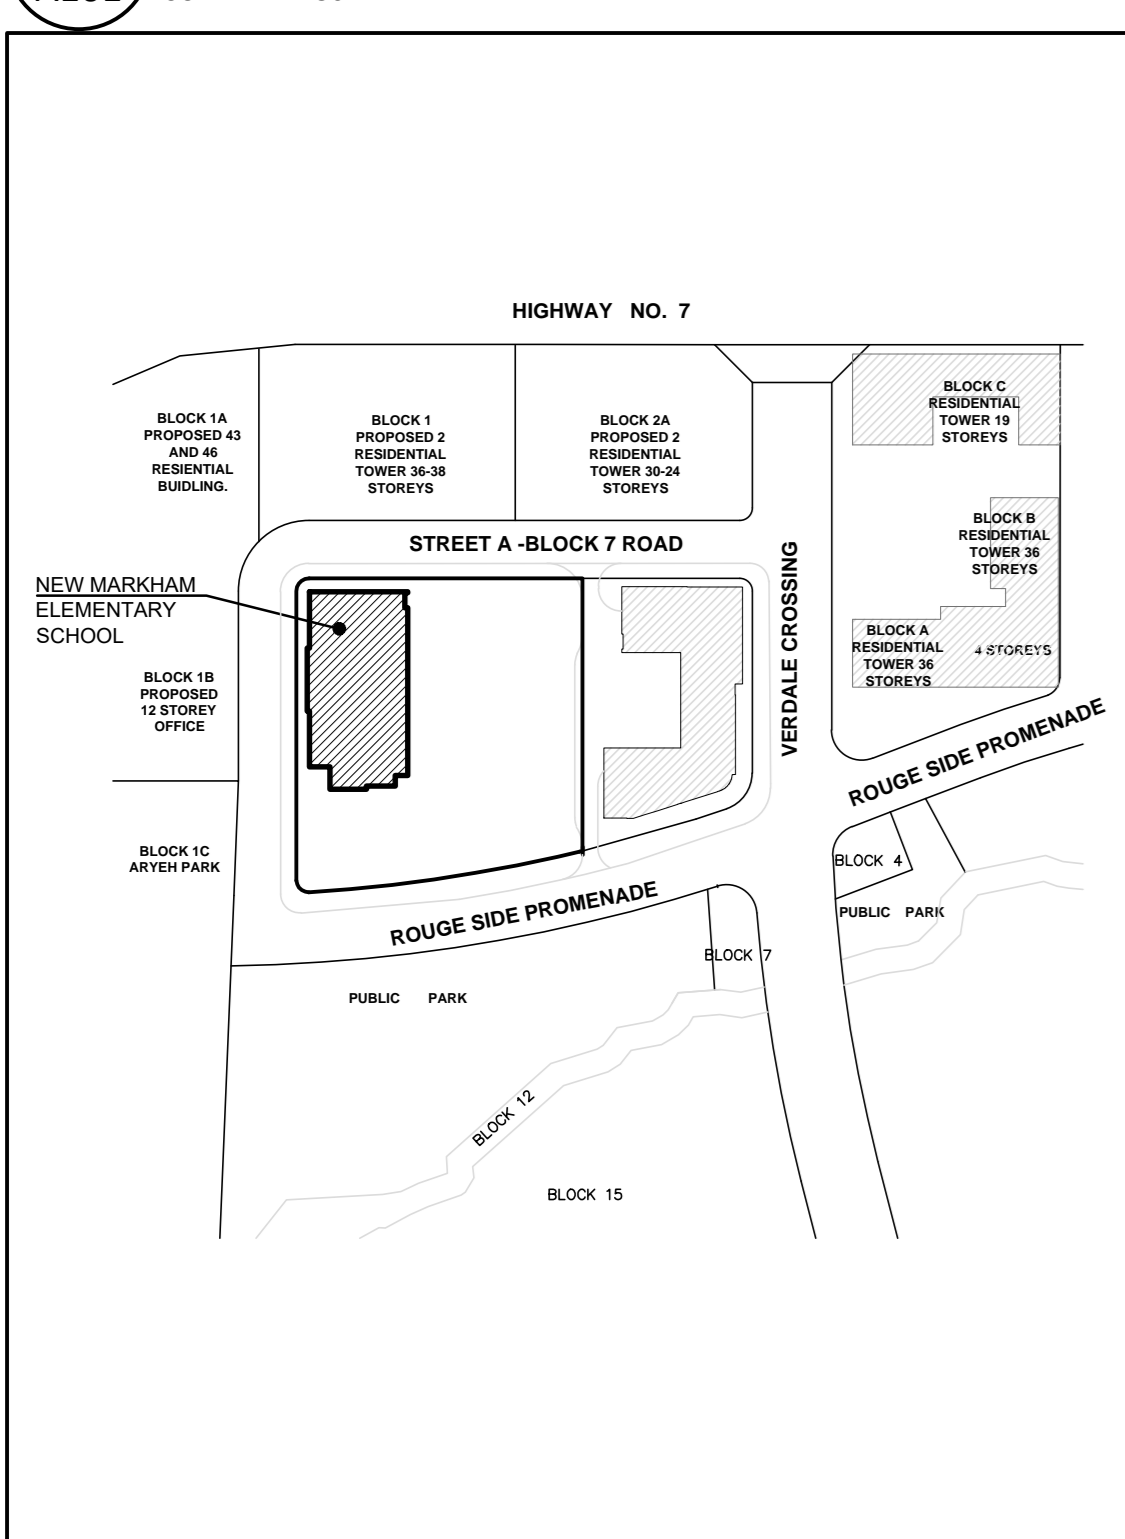 HIGHWAY NO. 7
BLOCK 1A
PROPOSED 43
AND 46
RESIENTIAL
BUIDLING.
BLOCK 1
PROPOSED 2
RESIDENTIAL
TOWER 36-38
STOREYS
BLOCK 2A
PROPOSED 2
RESIDENTIAL
TOWER 30-24
STOREYS
BLOCK C
RESIDENTIAL
TOWER 19
STOREYS
BLOCK B
RESIDENTIAL
TOWER 36
STOREYS
STREET A -BLOCK 7 ROAD
VERDALE CROSSING
NEW MARKHAM
ELEMENTARY
SCHOOL
BLOCK A
RESIDENTIAL
TOWER 36
STOREYS
4 STOREYS
BLOCK 1B
PROPOSED
12 STOREY
OFFICE
ROUGE SIDE PROMENADE
BLOCK 1C
ARYEH PARK
BLOCK 4
PUBLIC PARK
ROUGE SIDE PROMENADE
BLOCK 7
PUBLIC PARK
BLOCK 12
BLOCK 15